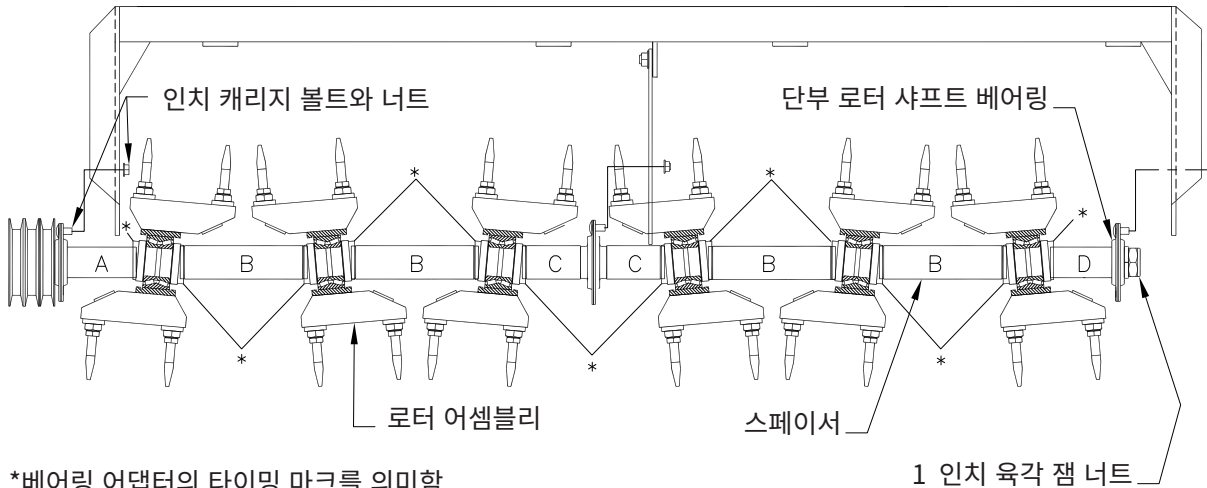 인치 캐리지 볼트와 너트
단부 로터 샤프트 베어링
*
*
*
*
A
B
B
C
C
B
B
D
*
*
*
로터 어셈블리
스페이서
*베어링 어댑터의 타이밍 마크를 의미함
1 인치 육각 잼 너트